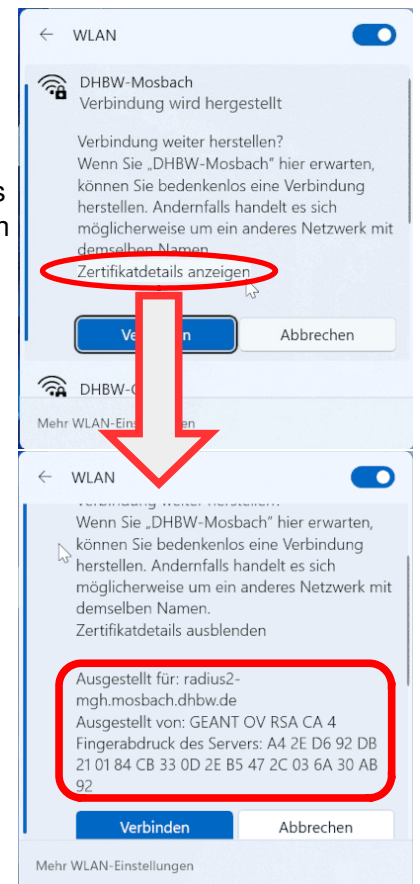 WLAN
DHBW-Mosbach
Verbindung wird hergestellt
Verbindung weiter herstellen?
Wenn Sie „DHBW-Mosbach" hier erwarten,
können Sie bedenkenlos eine Verbindung
herstellen. Andernfalls handelt es sich
möglicherweise um ein anderes Netzwerk mit
demselben Namen.
Zertifikatdetails anzeigen
Abbrechen
Mehr
WLAN
Wenn Sie „DHBW-Mosbach" hier erwarten,
können Sie bedenkenlos eine Verbindung
herstellen. Andernfalls handelt es sich
möglicherweise um ein anderes Netzwerk mit
demselben Namen.
Zertifikatdetails ausblenden
Ausgestellt für: radius2-
mgh.mosbach.dhbw.de
Ausgestellt von: GEANT OV RSA CA 4
Fingerabdruck des Servers: A4 2E D6 92 DB
21 01 84 CB 33 0D 2E B5 47 2C 03 6A 30 AB
92
Verbinden Abbrechen
Mehr WLAN-Einstellungen